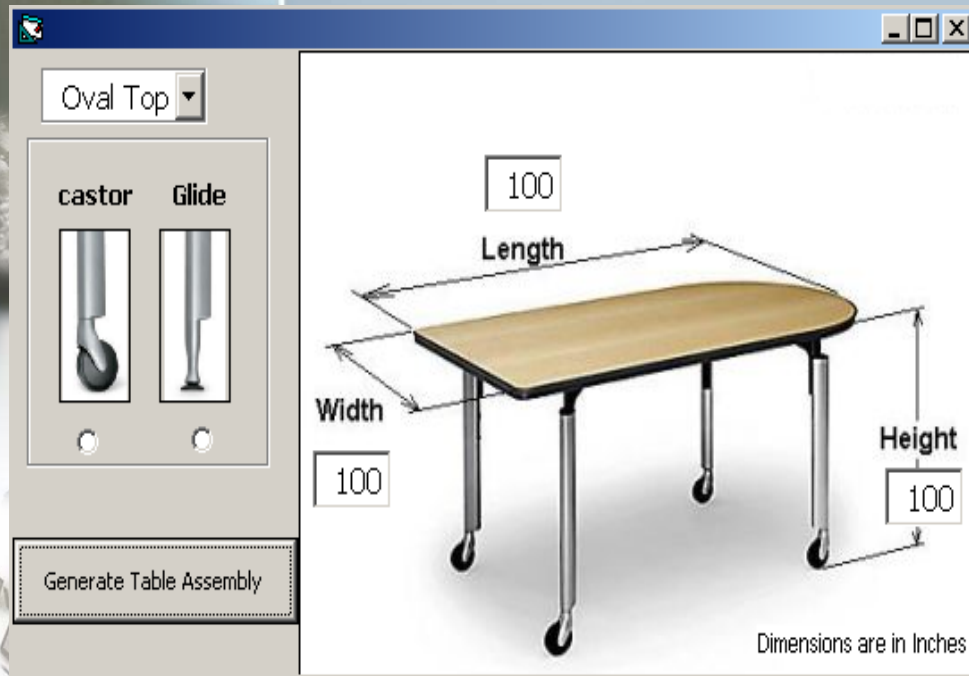 Oval Top
castor Glide
100
Length
Width
100
Height
100
Generate Table Assembly
Dimensions are in Inches